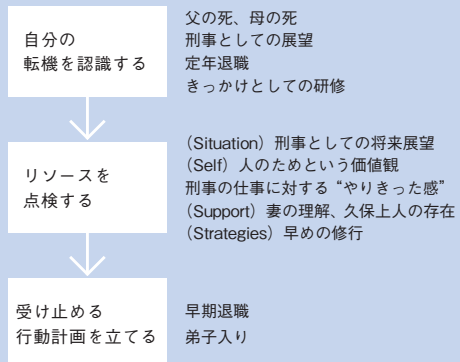 自分の
転機を認識する
父の死、母の死
刑事としての展望
定年退職
きっかけとしての研修
リソースを
点検する
（Situation）刑事としての将来展望
（Self）人のためという価値観
刑事の仕事に対する“やりきった感”
（Support）妻の理解、久保上人の存在
（Strategies）早めの修行
受け止める
行動計画を立てる
早期退職
弟子入り